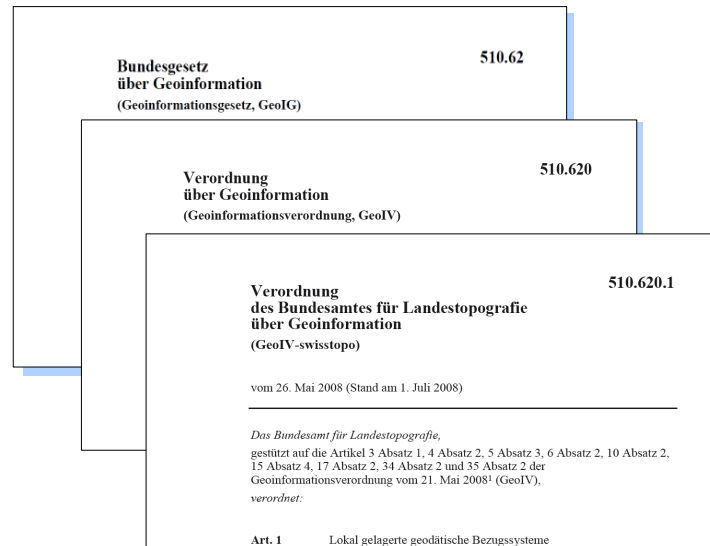 Bundesgesetz
über Geoinformation
(Geoinformationsgesetz, GeoIG)
510.62
Verordnung
über Geoinformation
(Geoinformationsverordnung, GeoIV)
510.620
Verordnung
des Bundesamtes für Landestopografie
über Geoinformation
(GeoIV-swisstopo)
510.620.1
vom 26. Mai 2008 (Stand am 1. Juli 2008)
Das Bundesamt für Landestopografie,
gestützt auf die Artikel 3 Absatz 1, 4 Absatz 2, 5 Absatz 3, 6 Absatz 2, 10 Absatz 2,
15 Absatz 4, 17 Absatz 2, 34 Absatz 2 und 35 Absatz 2 der
Geoinformationsverordnung vom 21. Mai 2008¹ (GeoIV),
verordnet:
Art. 1 Lokal gelagerte geodätische Bezugssysteme